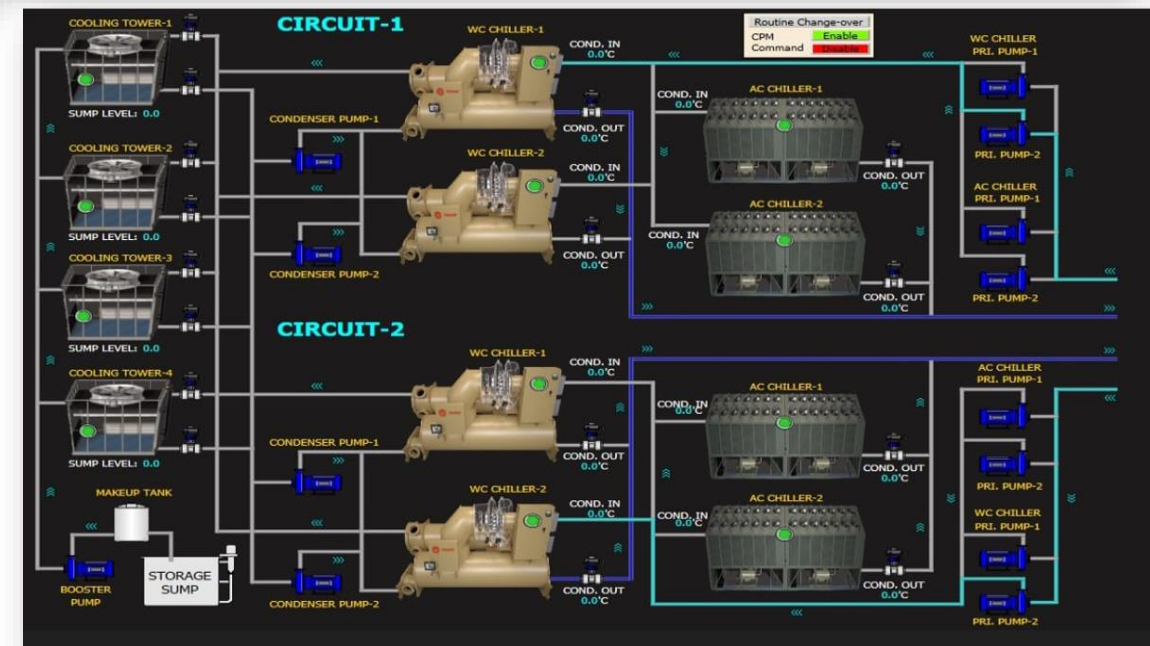 COOLING TOWER-1
SUMP LEVEL: 0.0
COOLING TOWER-2
SUMP LEVEL: 0.0
COOLING TOWER-3
SUMP LEVEL: 0.0
COOLING TOWER-4
SUMP LEVEL: 0.0
MAKEUP TANK
BOOSTER
PUMP
STORAGE
SUMP
CIRCUIT-1
WC CHILLER-1
COND. IN
0.0'C
COND. OUT
0.0'C
CONDENSER PUMP-1
WC CHILLER-2
COND. IN
0.0'C
COND. OUT
0.0'C
CONDENSER PUMP-2
Routine Change-over
CPM Enable
Command Disable
AC CHILLER-1
COND. IN
0.0'C
COND. OUT
0.0'C
AC CHILLER-2
COND. IN
0.0'C
COND. OUT
0.0'C
WC CHILLER
PRI. PUMP-1
PRI. PUMP-2
AC CHILLER
PRI. PUMP-1
PRI. PUMP-2
CIRCUIT-2
WC CHILLER-1
COND. IN
0.0'C
COND. OUT
0.0'C
CONDENSER PUMP-1
WC CHILLER-2
COND. IN
0.0'C
COND. OUT
0.0'C
CONDENSER PUMP-2
AC CHILLER-1
COND. IN
0.0'C
COND. OUT
0.0'C
AC CHILLER-2
COND. IN
0.0'C
COND. OUT
0.0'C
AC CHILLER
PRI. PUMP-1
PRI. PUMP-2
WC CHILLER
PRI. PUMP-1
PRI. PUMP-2